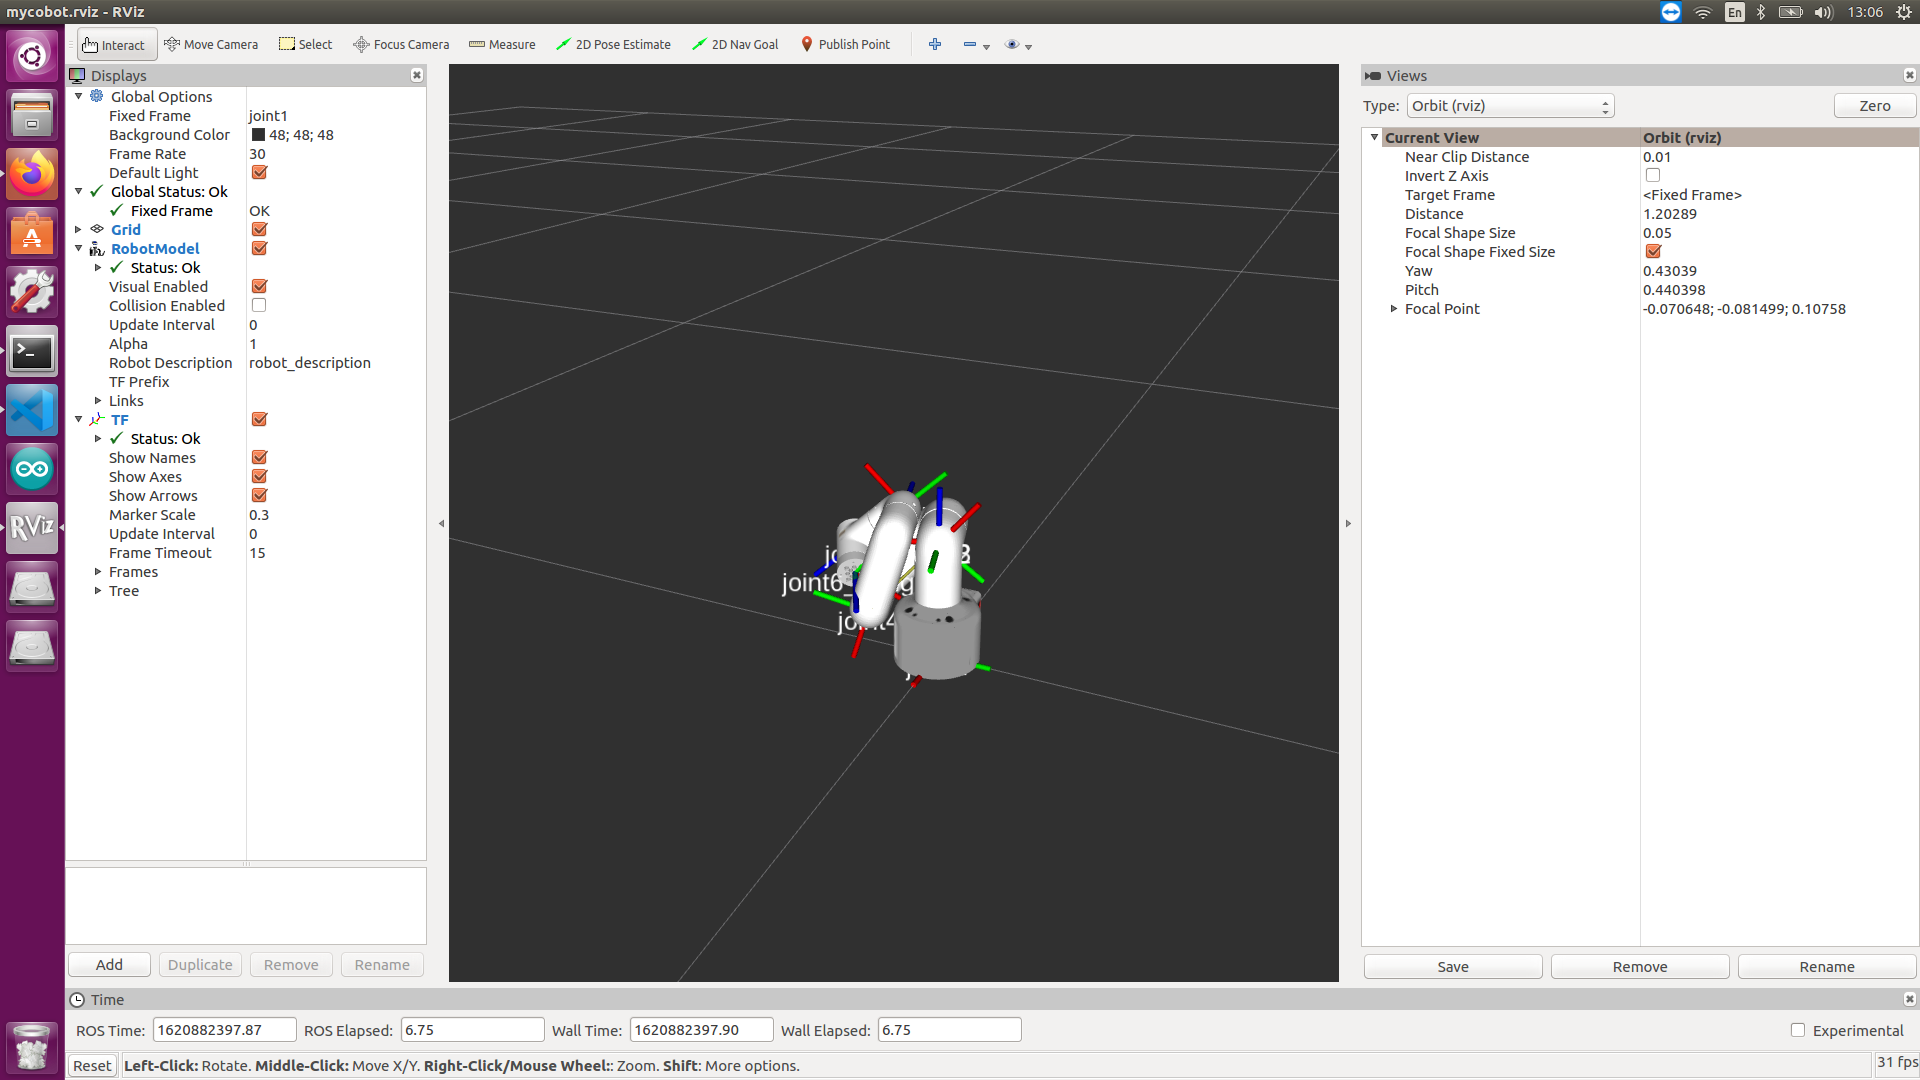 mycobot.rviz - RViz
En
13:06
Interact
Move Camera
Select
Focus Camera
Measure
2D Pose Estimate
2D Nav Goal
Publish Point
Displays
Global Options
Fixed Frame joint1
Background Color 48; 48; 48
Frame Rate 30
Default Light
Global Status: Ok
Fixed Frame OK
Grid
RobotModel
Status: Ok
Visual Enabled
Collision Enabled
Update Interval 0
Alpha 1
Robot Description robot_description
TF Prefix
Links
TF
Status: Ok
Show Names
Show Axes
Show Arrows
Marker Scale 0.3
Update Interval 0
Frame Timeout 15
Frames
Tree
Add
Duplicate
Remove
Rename
RViz
joint6_
Views
Type: Orbit (rviz)
Zero
Current View Orbit (rviz)
Near Clip Distance 0.01
Invert Z Axis
Target Frame <Fixed Frame>
Distance 1.20289
Focal Shape Size 0.05
Focal Shape Fixed Size
Yaw 0.43039
Pitch 0.440398
Focal Point -0.070648; -0.081499; 0.10758
Save
Remove
Rename
Time
ROS Time: 1620882397.87
ROS Elapsed: 6.75
Wall Time: 1620882397.90
Wall Elapsed: 6.75
Experimental
Reset
Left-Click: Rotate. Middle-Click: Move X/Y. Right-Click/Mouse Wheel:: Zoom. Shift: More options.
31 fps